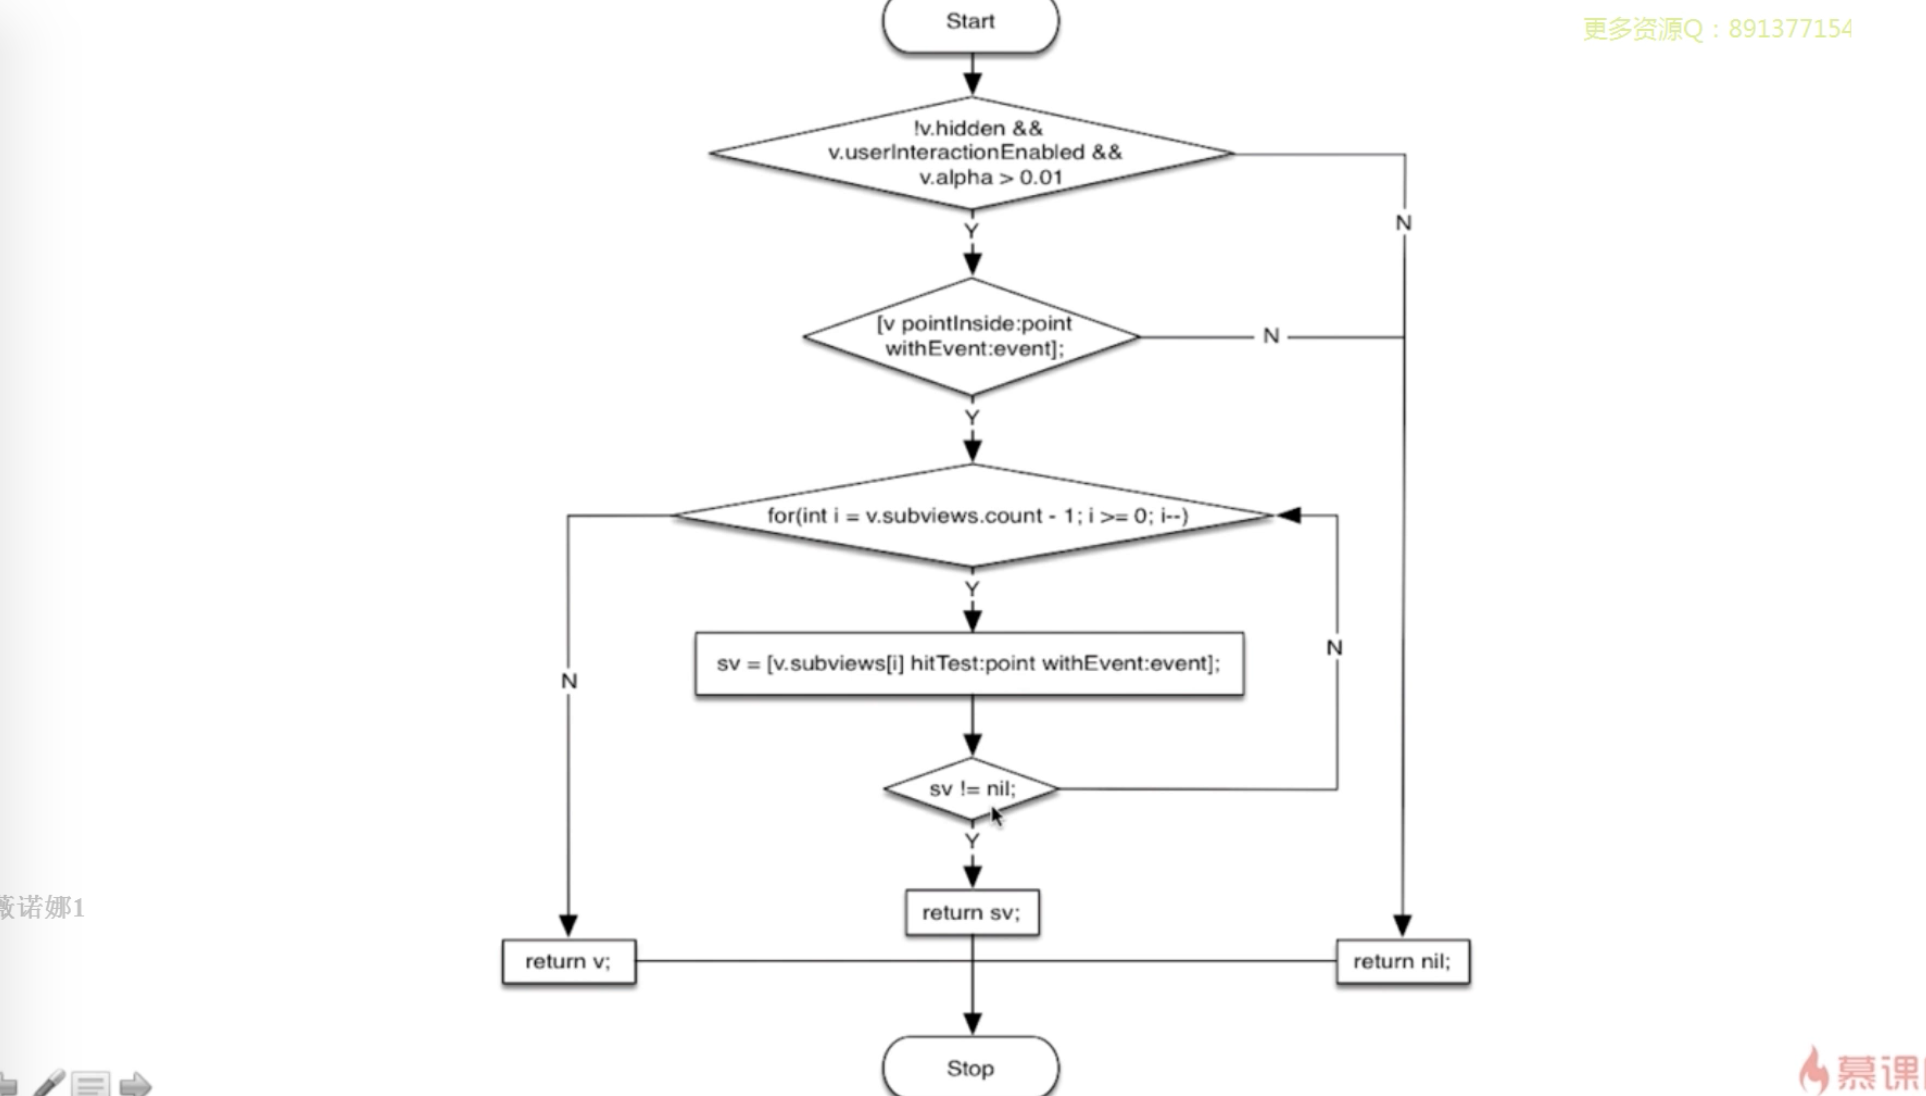 Start
更多资源Q：891377154
!v.hidden &&
v.userInteractionEnabled &&
v.alpha > 0.01
N
Y
[v pointInside:point
withEvent:event];
N
Y
for(int i = v.subviews.count - 1; i >= 0; i--)
Y
sv = [v.subviews[i] hitTest:point withEvent:event];
N
N
sv != nil;
Y
薇诺娜1
return sv;
return v;
return nil;
Stop
慕课